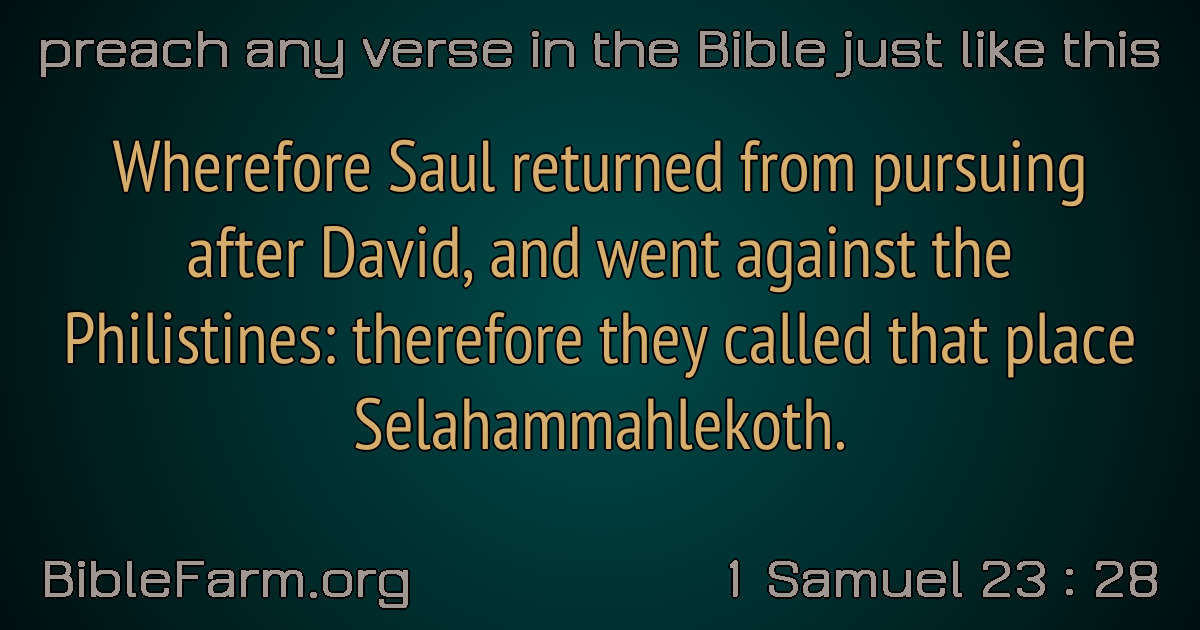 preach any verse in the Bible just like this
Wherefore Saul returned from pursuing
after David, and went against the
Philistines: therefore they called that place
Selahammahlekoth.
BibleFarm.org
1 Samuel 23 : 28